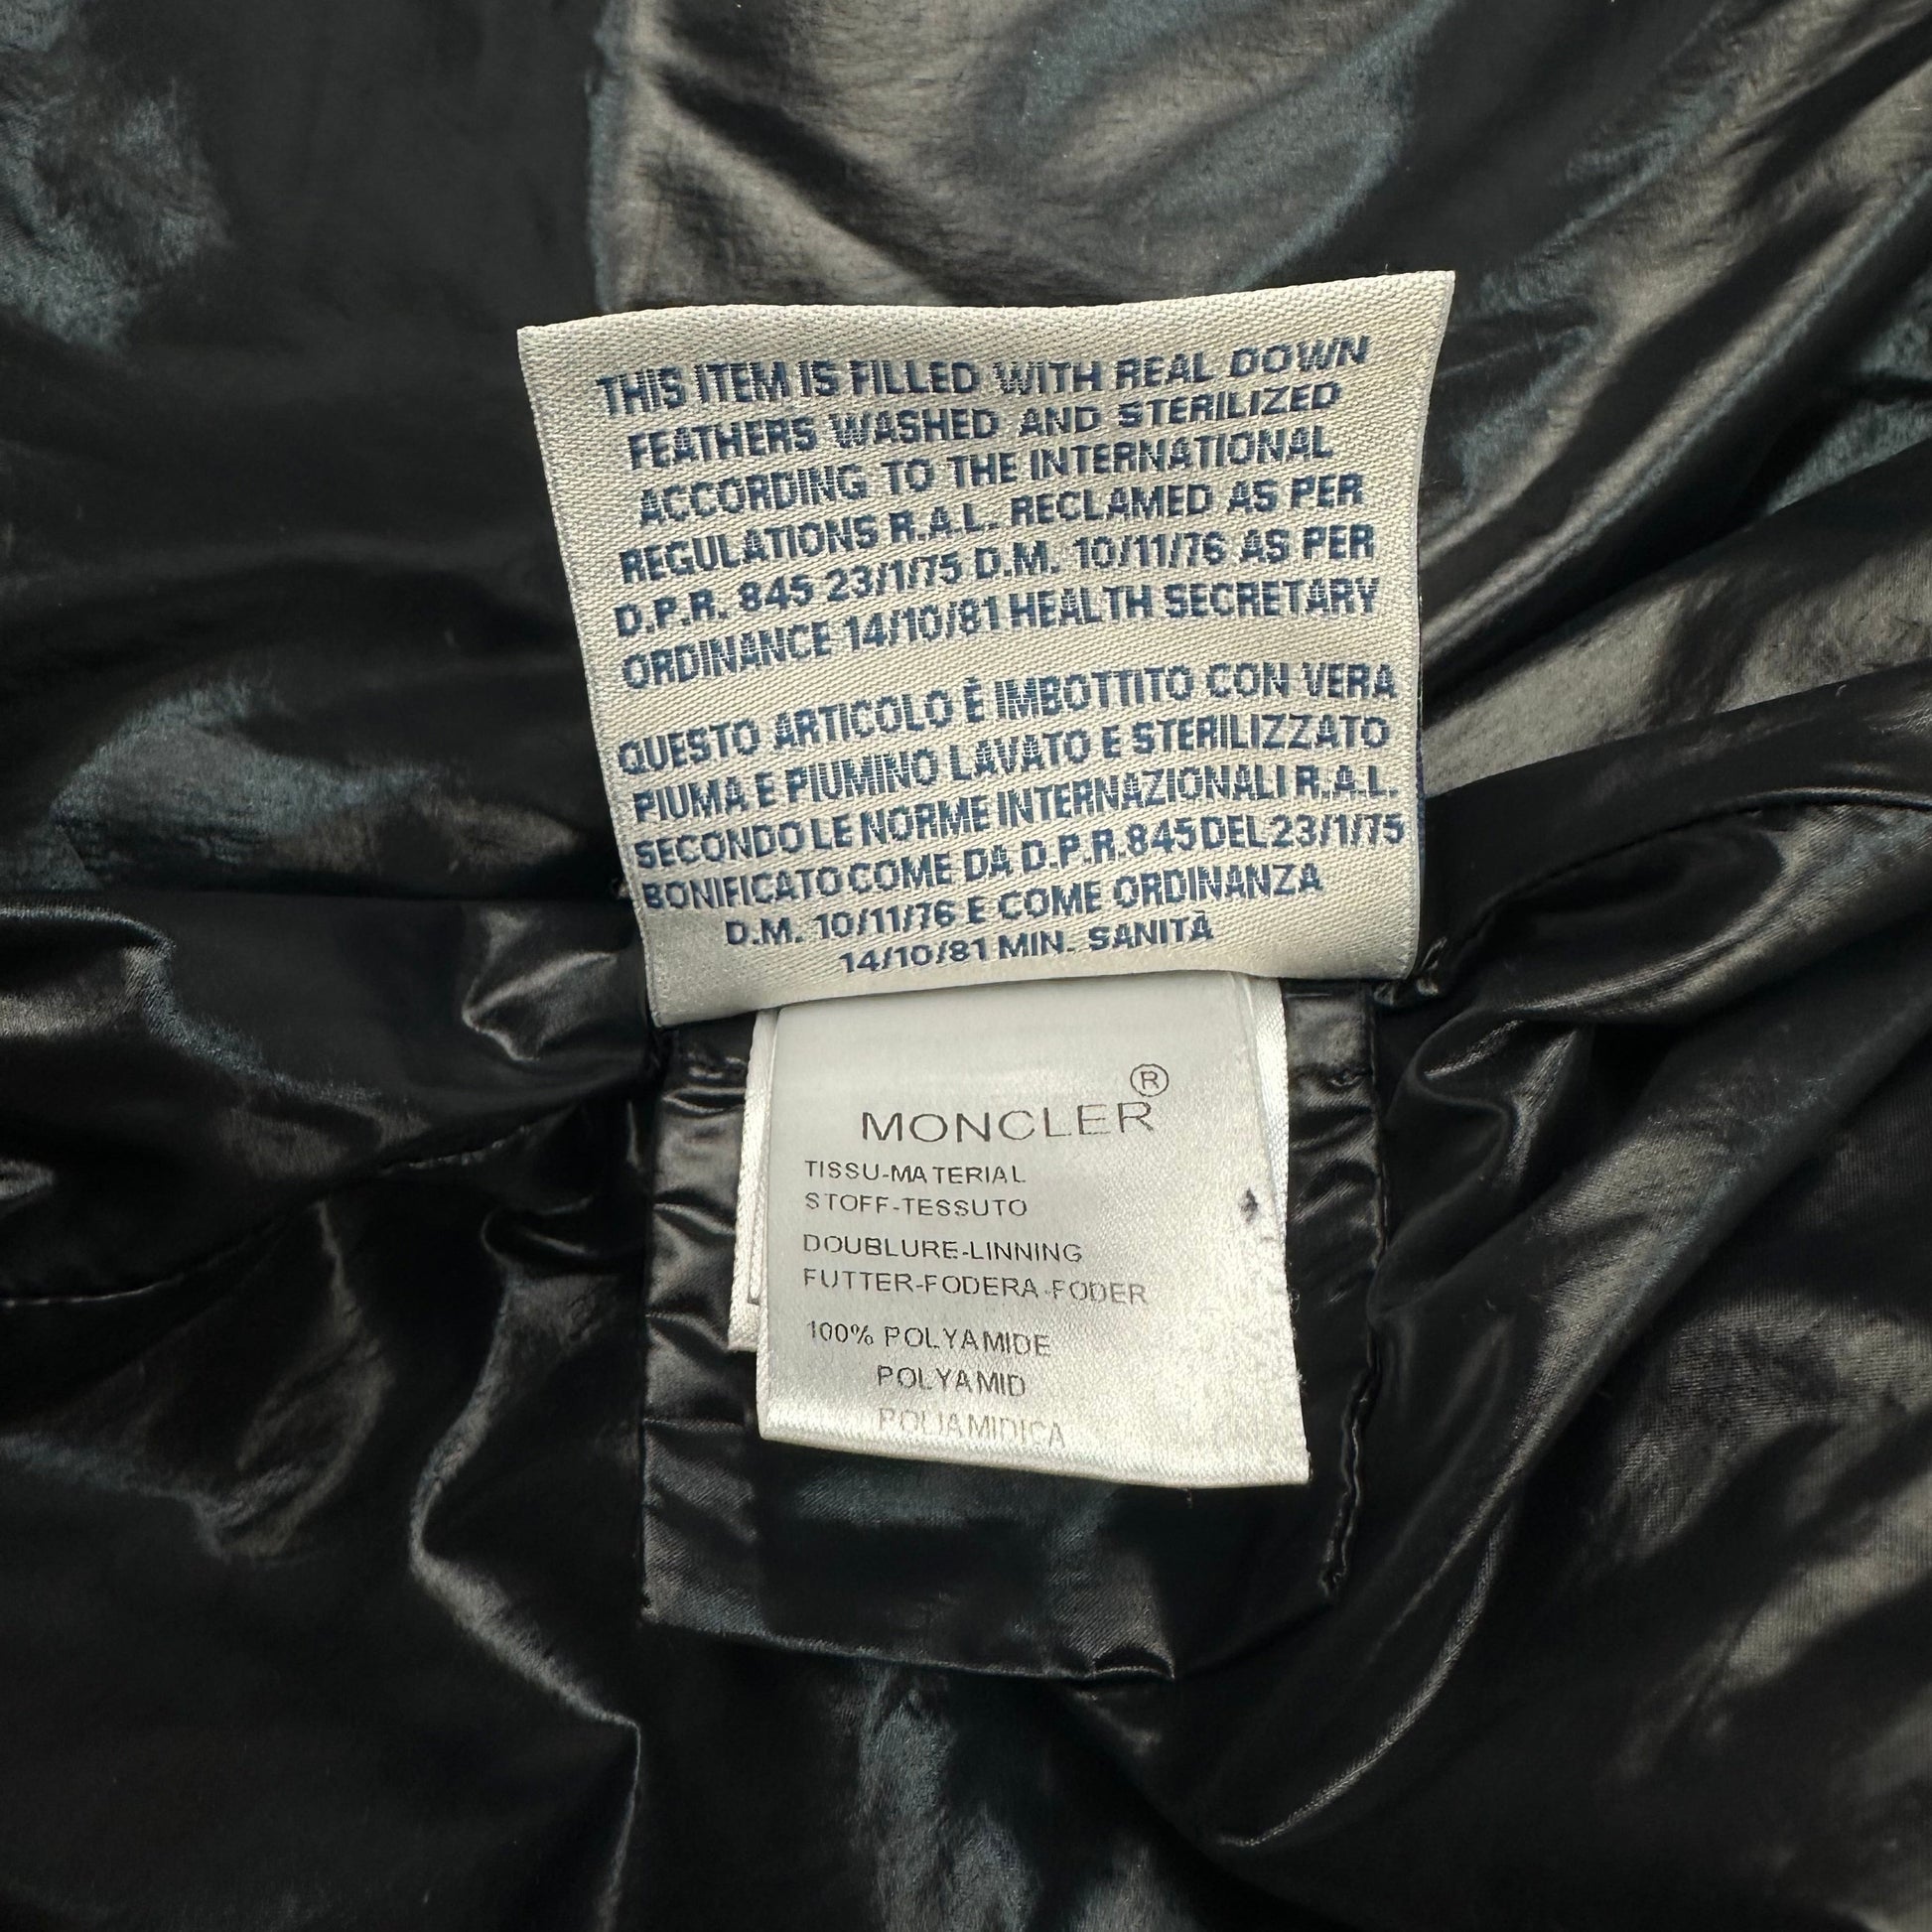 THIS ITEM IS FILLED WITH REAL DOWN
FEATHERS WASHED AND STERILIZED
ACCORDING TO THE INTERNATIONAL
REGULATIONS R.A.L. RECLAMED AS PER
D.P.R. 845 23/1/75 D.M. 10/11/76 AS PER
ORDINANCE 14/10/81 HEALTH SECRETARY
QUESTO ARTICOLO È IMBOTTITO CON VERA
PIUMA E PIUMINO LAVATO E STERILIZZATO
SECONDO LE NORME INTERNAZIONALI R.A.L.
BONIFICATO COME DA D.P.R. 845 DEL 23/1/75
D.M. 10/11/76 E COME ORDINANZA
14/10/81 MIN. SANITÀ
MONCLER®
TISSU-MATERIAL
STOFF-TESSUTO
DOUBLURE-LINNING
FUTTER-FODERA-FODER
100% POLYAMIDE
POLYAMID
POLIAMIDICA